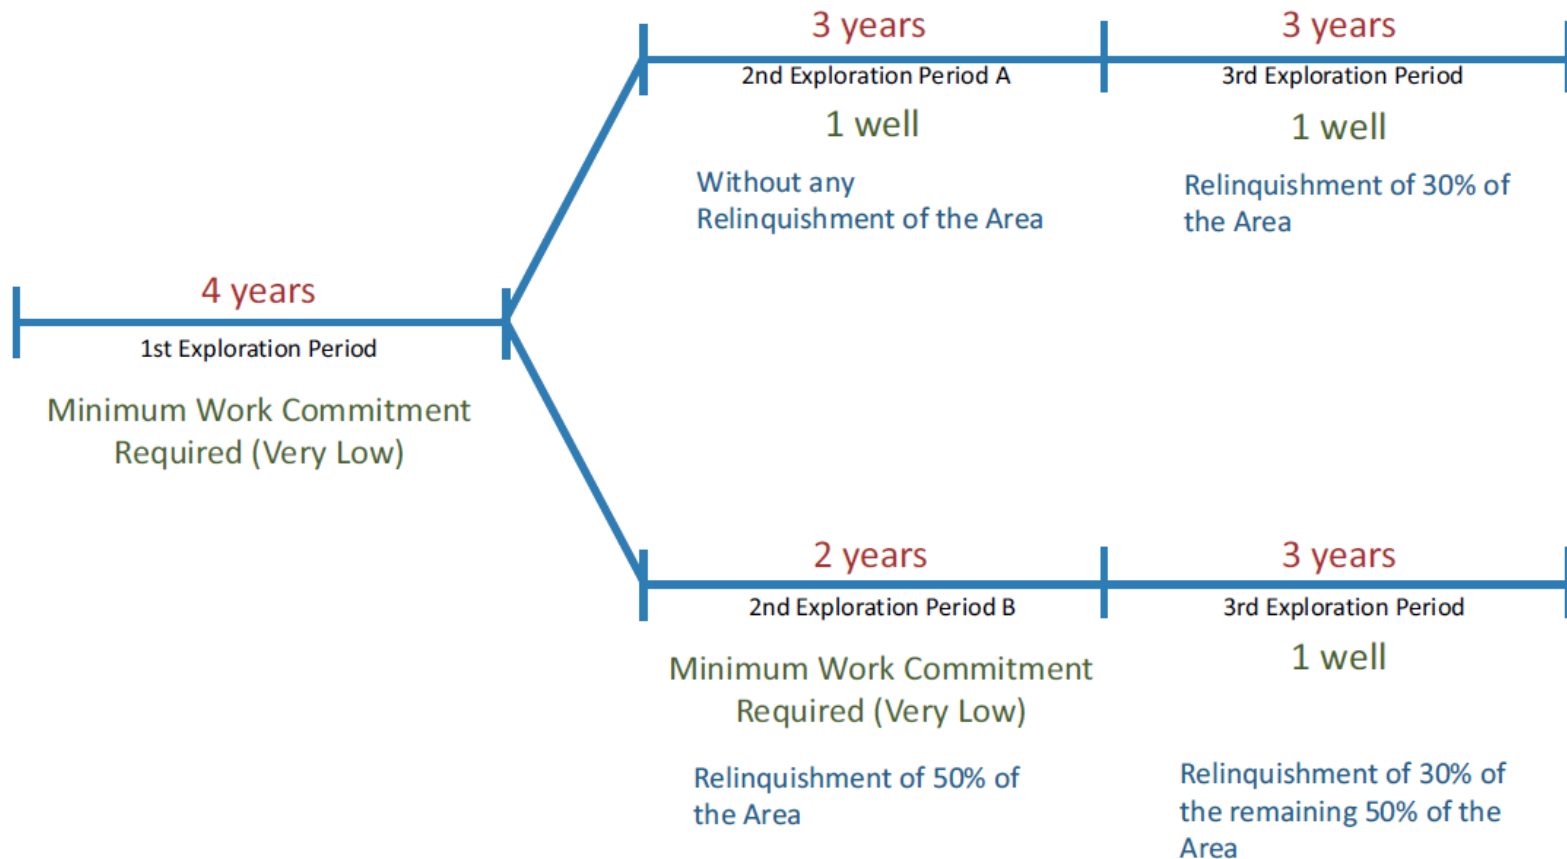 3 years
2nd Exploration Period A
1 well
Without any
Relinquishment of the Area
3 years
3rd Exploration Period
1 well
Relinquishment of 30% of
the Area
4 years
1st Exploration Period
Minimum Work Commitment
Required (Very Low)
2 years
2nd Exploration Period B
Minimum Work Commitment
Required (Very Low)
Relinquishment of 50% of
the Area
3 years
3rd Exploration Period
1 well
Relinquishment of 30% of
the remaining 50% of the
Area